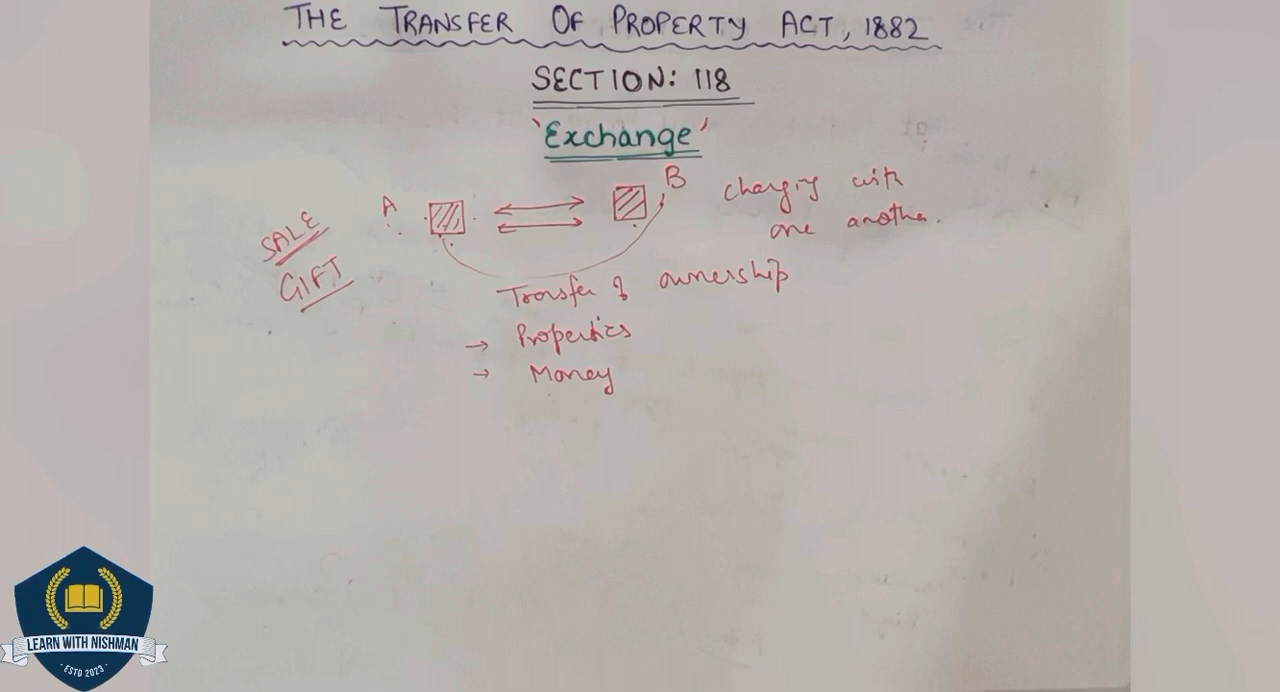 THE TRANSFER OF PROPERTY ACT, 1882
SECTION: 118
'Exchange'
A
B
changing with
one another.
SALE
GIFT
Transfer of ownership
→ Properties
→ Money
LEARN WITH NISHMAN
· ESTD 2023 ·